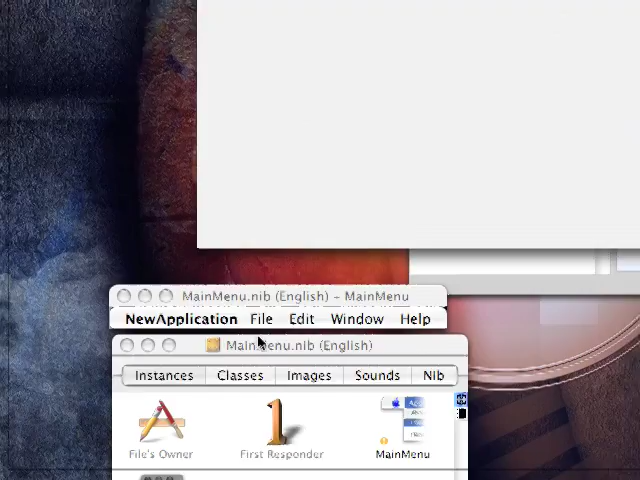 MainMenu.nib (English) – MainMenu
NewApplication File Edit Window Help
MainMenu.nib (English)
Instances Classes Images Sounds Nib
File's Owner First Responder MainMenu